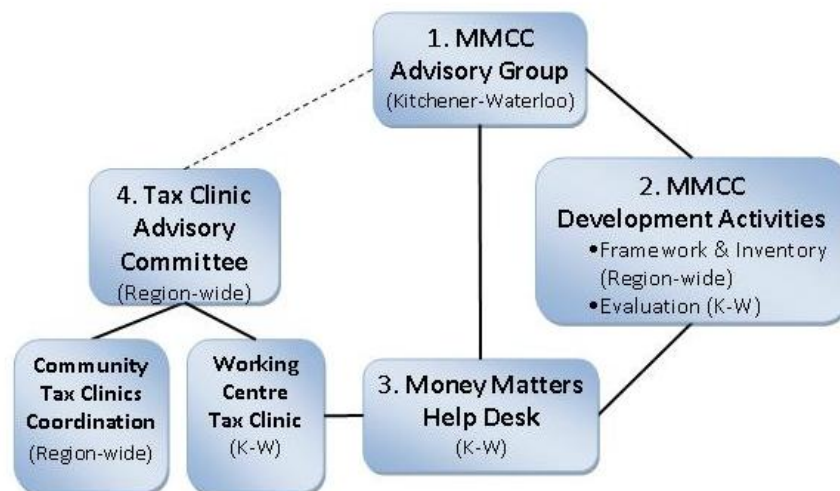 1. MMCC
Advisory Group
(Kitchener-Waterloo)
2. MMCC
Development Activities
•Framework & Inventory
(Region-wide)
•Evaluation (K-W)
3. Money Matters
Help Desk
(K-W)
4. Tax Clinic
Advisory
Committee
(Region-wide)
Community
Tax Clinics
Coordination
(Region-wide)
Working
Centre
Tax Clinic
(K-W)